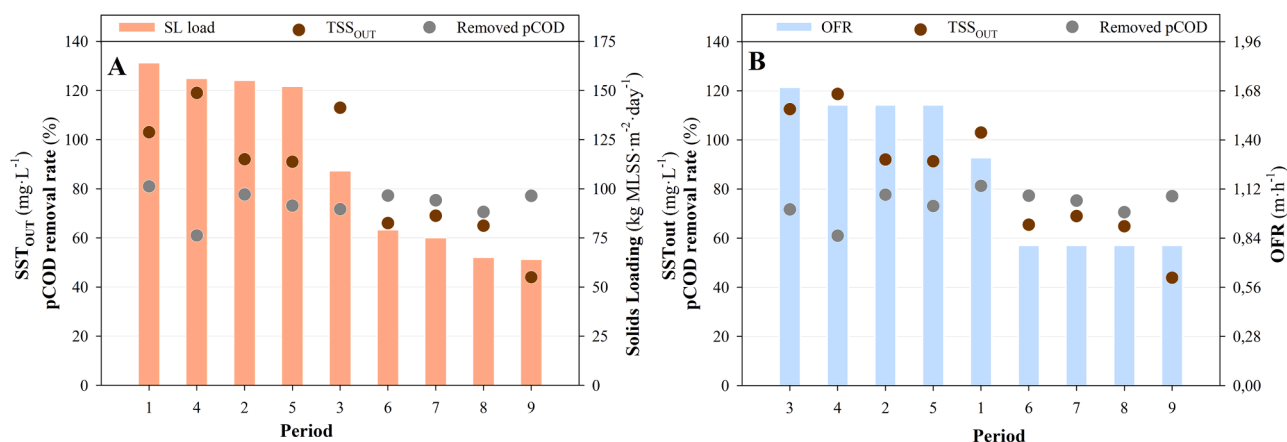 SL load TSSOUT Removed pCOD
A
140
120
100
80
60
40
20
0
SSTOUT (mg·L-1)
pCOD removal rate (%)
175
150
125
100
75
50
25
0
Solids Loading (kg MLSS·m-2·day-1)
1 4 2 5 3 6 7 8 9
Period
OFR TSSOUT Removed pCOD
B
140
120
100
80
60
40
20
0
SSTout (mg·L-1)
pCOD removal rate (%)
1,96
1,68
1,40
1,12
0,84
0,56
0,28
0,00
OFR
(m·h-1)
3 4 2 5 1 6 7 8 9
Period